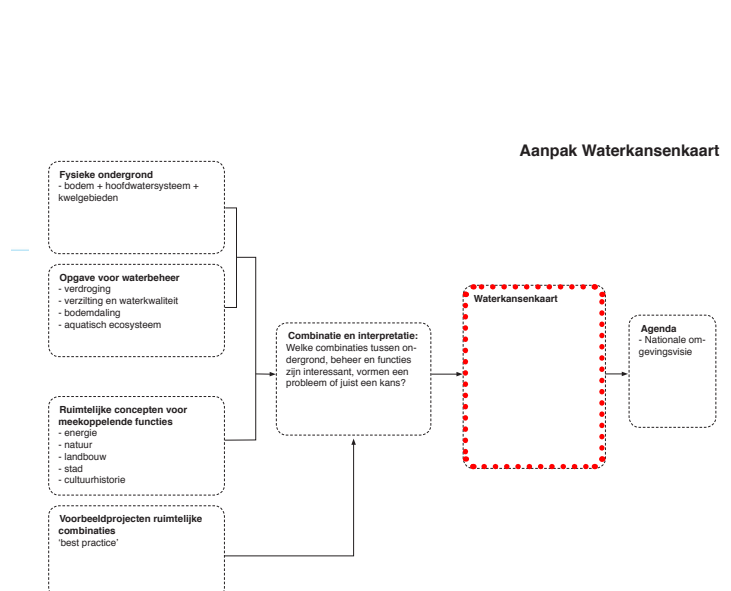 Aanpak Waterkansenkaart
Fysieke ondergrond
- bodem + hoofdwatersysteem +
kwelgebieden
Opgave voor waterbeheer
- verdroging
- verzilting en waterkwaliteit
- bodemdaling
- aquatisch ecosysteem
Ruimtelijke concepten voor
meekoppelende functies
- energie
- natuur
- landbouw
- stad
- cultuurhistorie
Voorbeeldprojecten ruimtelijke
combinaties
‘best practice’
Combinatie en interpretatie:
Welke combinaties tussen on-
dergrond, beheer en functies
zijn interessant, vormen een
probleem of juist een kans?
Waterkansenkaart
Agenda
- Nationale om-
gevingsvisie